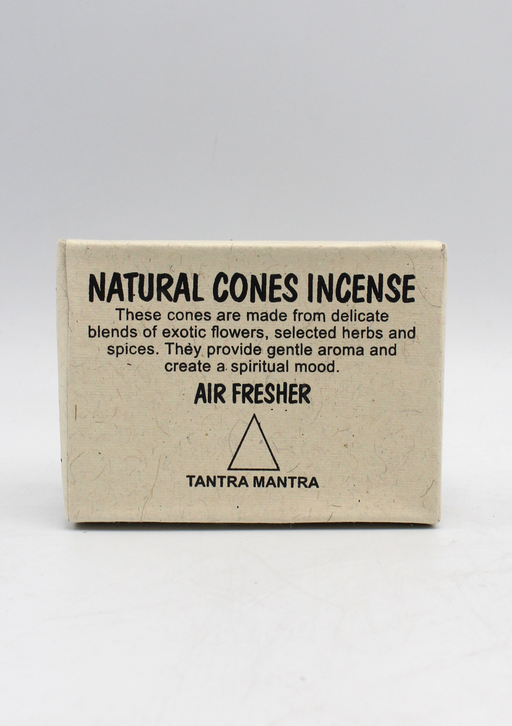 NATURAL CONES INCENSE
These cones are made from delicate
blends of exotic flowers, selected herbs and
spices. They provide gentle aroma and
create a spiritual mood.
AIR FRESHER
TANTRA MANTRA